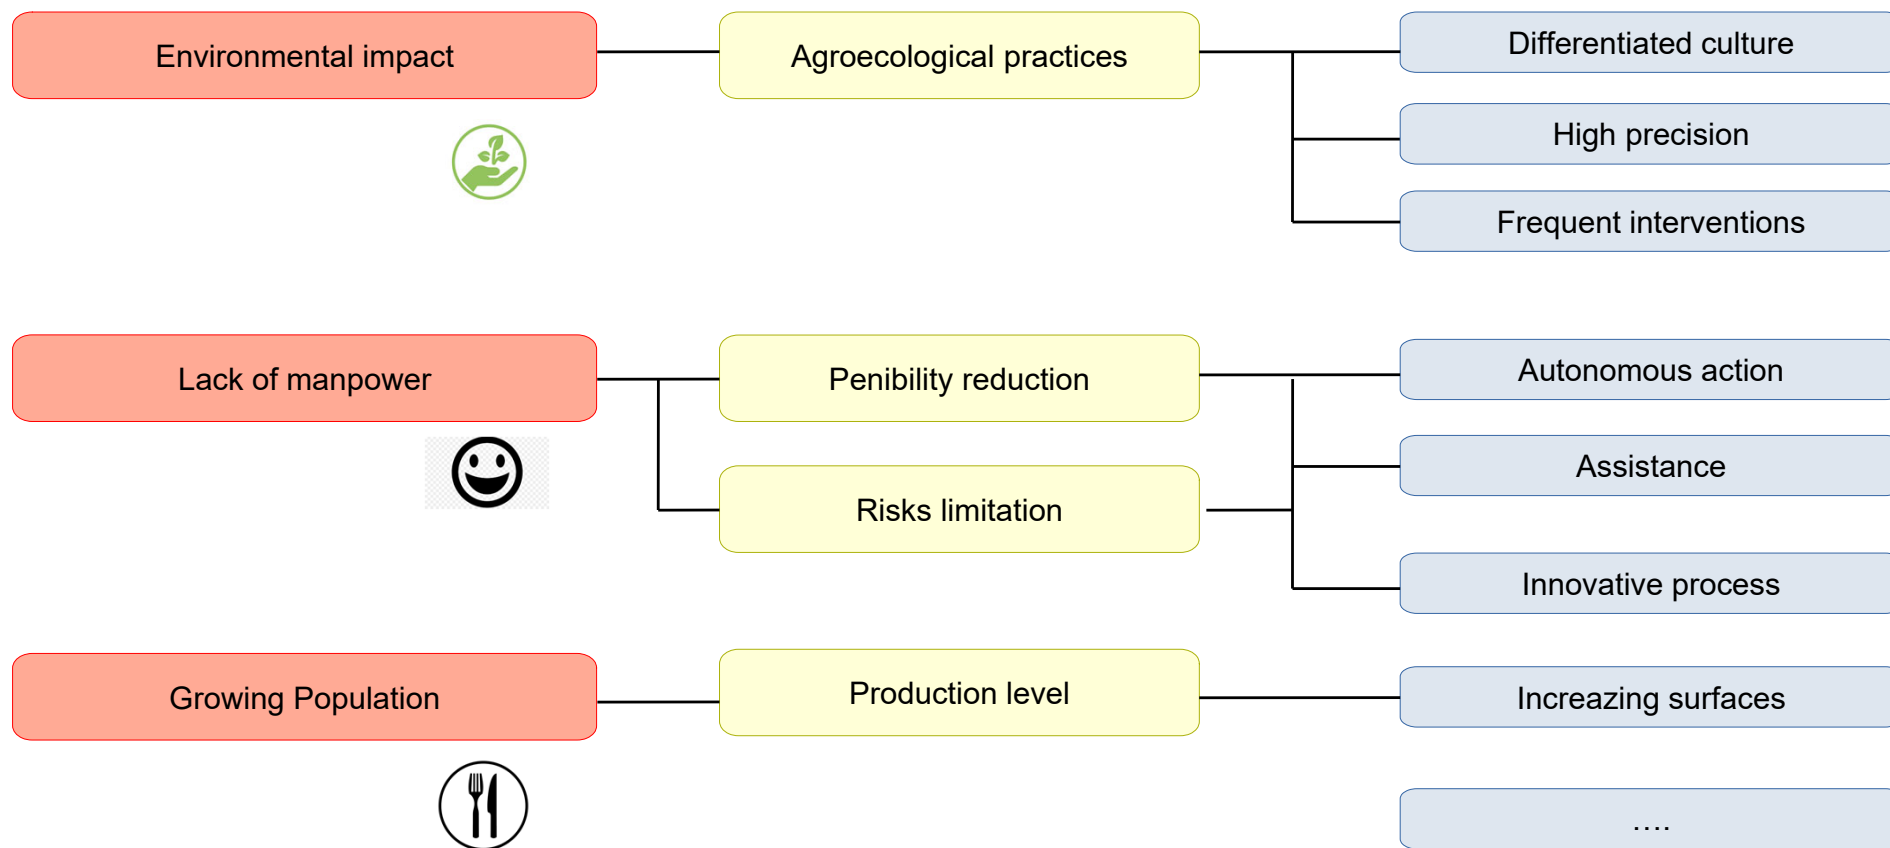 Environmental impact
Agroecological practices
Differentiated culture
High precision
Frequent interventions
Lack of manpower
Penibility reduction
Autonomous action
Assistance
Risks limitation
Innovative process
Growing Population
Production level
Increazing surfaces
….